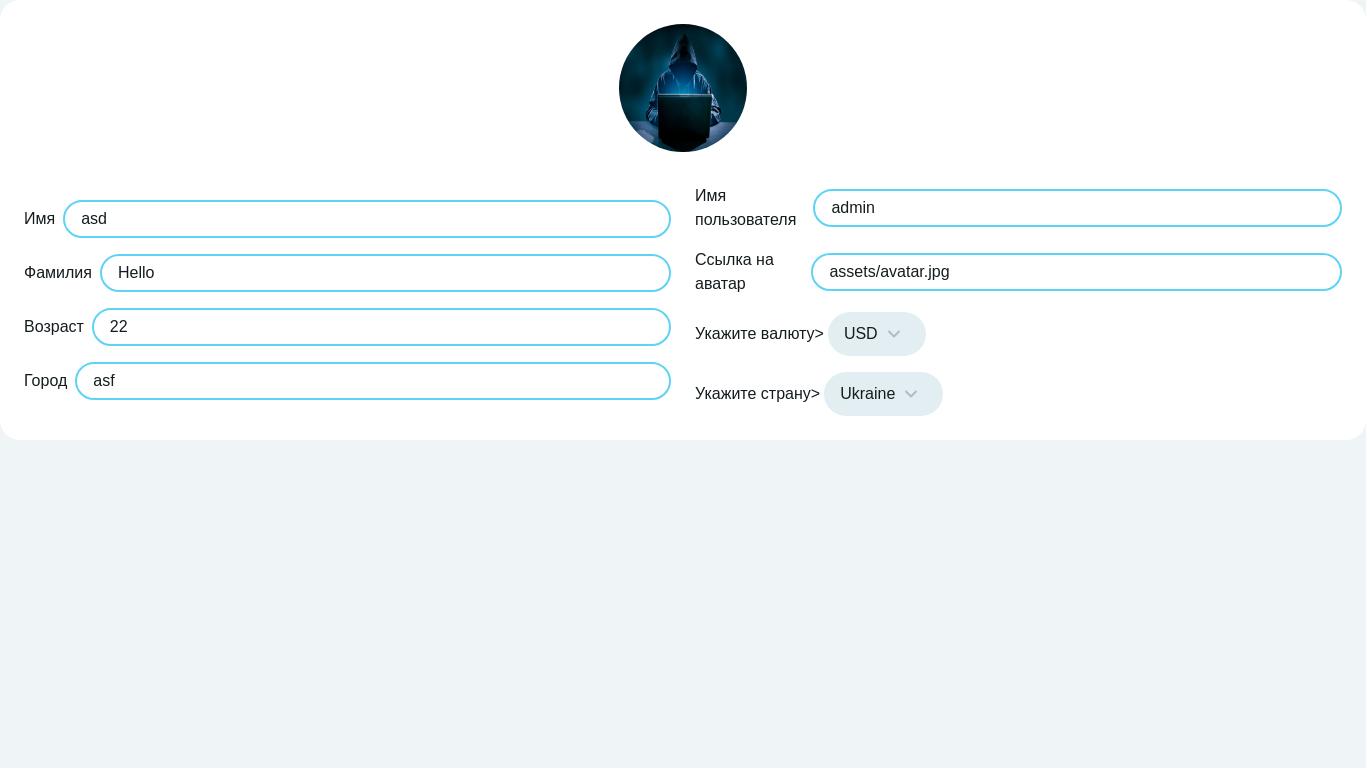 Имя asd
Фамилия Hello
Возраст 22
Город asf
Имя
пользователя admin
Ссылка на
аватар assets/avatar.jpg
Укажите валюту> USD
Укажите страну> Ukraine